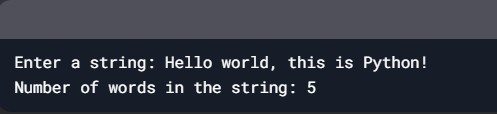 Enter a string: Hello world, this is Python!
Number of words in the string: 5